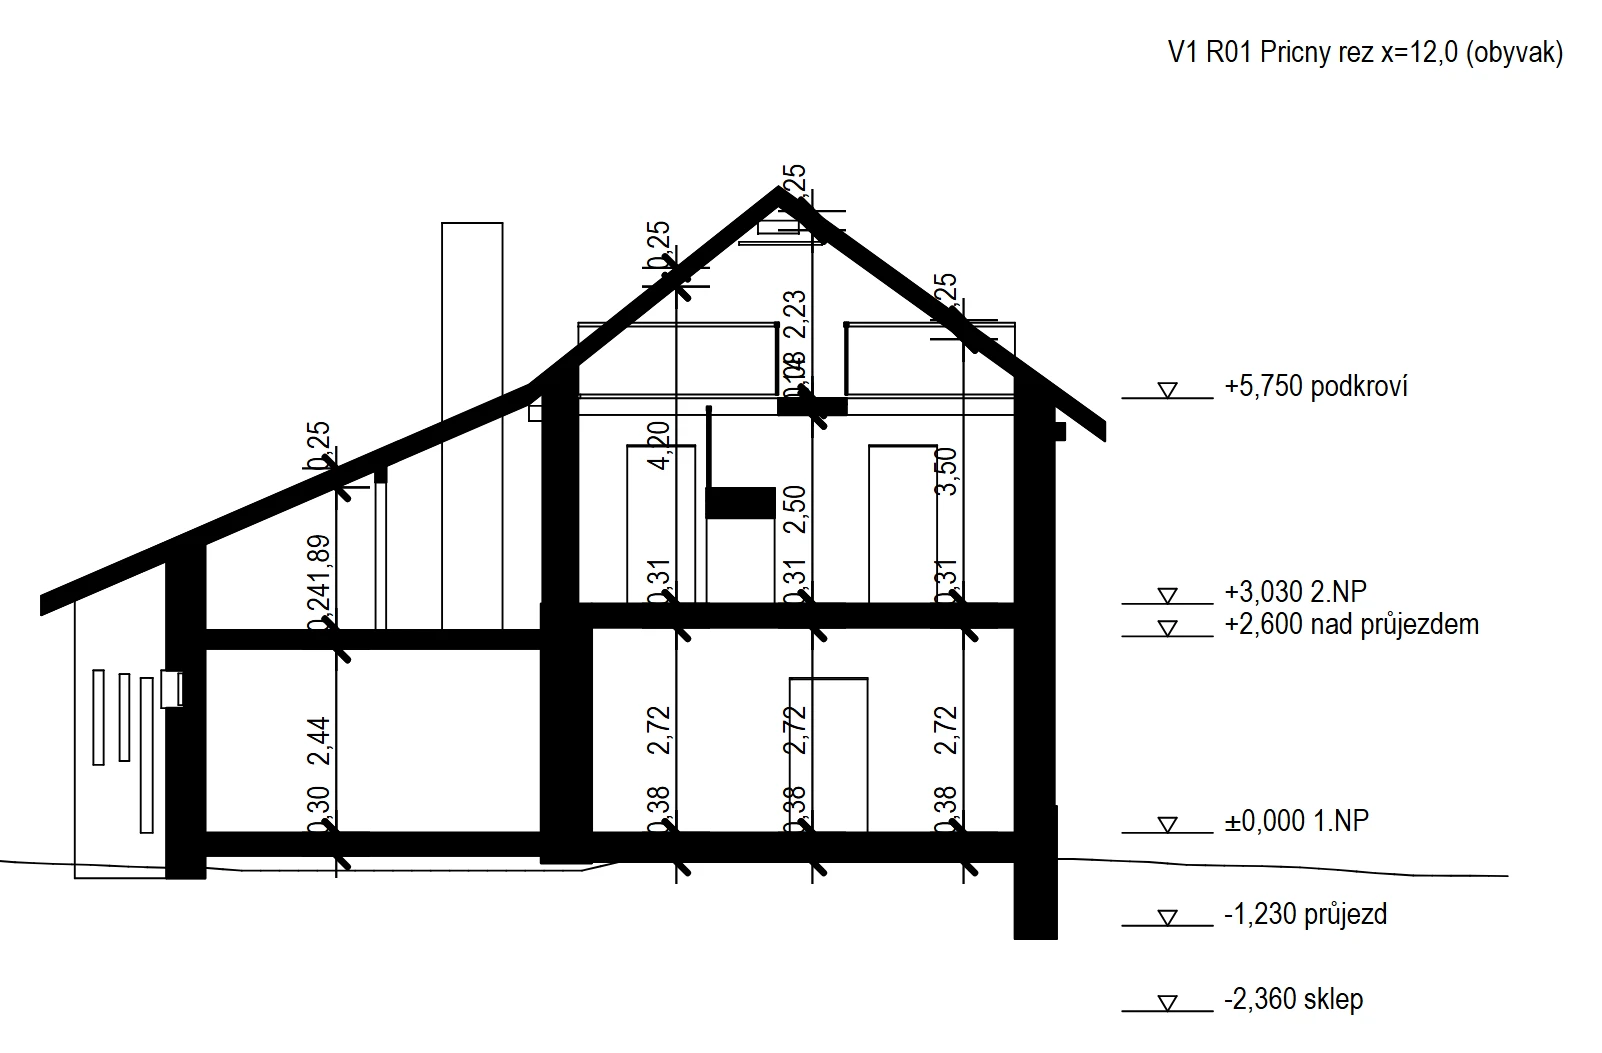 V1 R01 Pricny rez x=12,0 (obyvak)
,25
0,25
,25
2,23
+5,750 podkroví
0,25
4,20
3,50
2,50
0,241,89
0,31
0,31
0,31
+3,030 2.NP
+2,600 nad průjezdem
2,44
2,72
2,72
2,72
0,30
0,38
0,38
0,38
±0,000 1.NP
-1,230 průjezd
-2,360 sklep